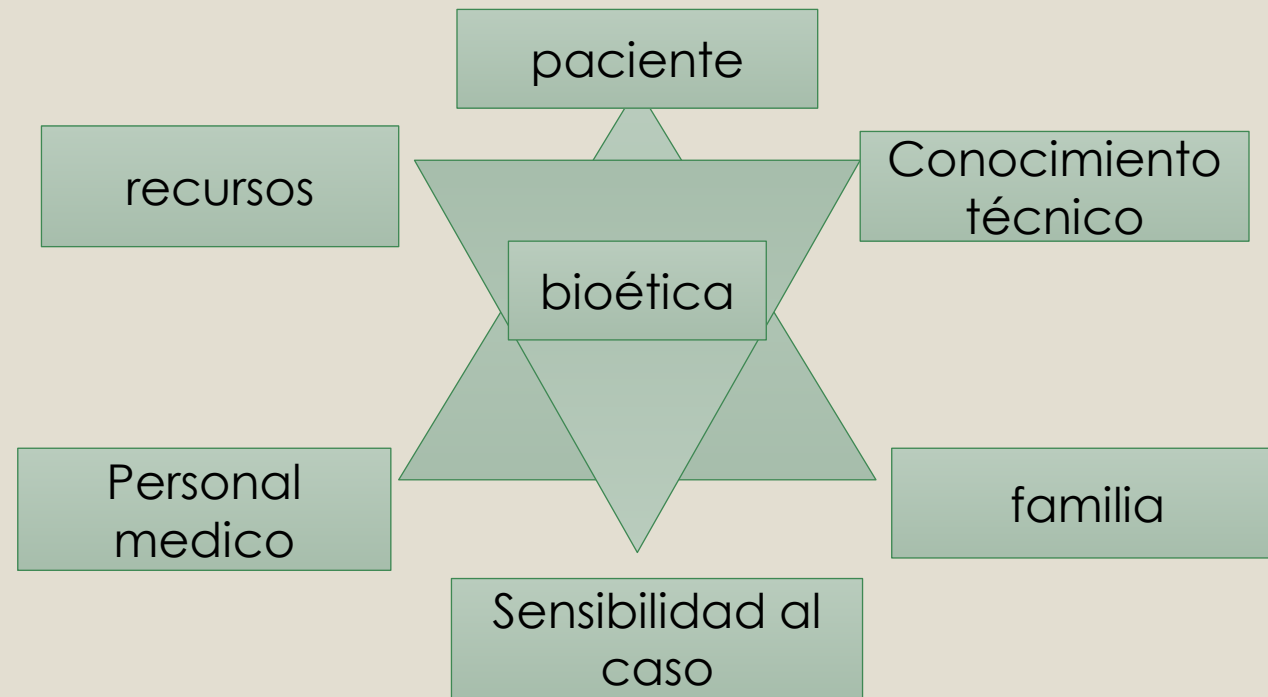 paciente
recursos
Conocimiento
técnico
bioética
Personal
medico
familia
Sensibilidad al
caso